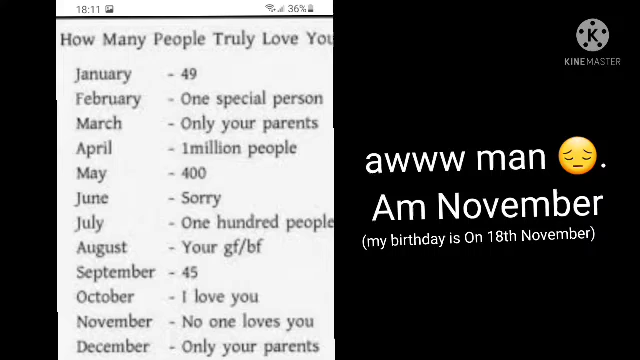 18:11 36%
How Many People Truly Love You
January - 49
February - One special person
March - Only your parents
April - 1million people
May - 400
June - Sorry
July - One hundred people
August - Your gf/bf
September - 45
October - I love you
November - No one loves you
December - Only your parents
K
KINEMASTER
awww man 😔.
Am November
(my birthday is On 18th November)